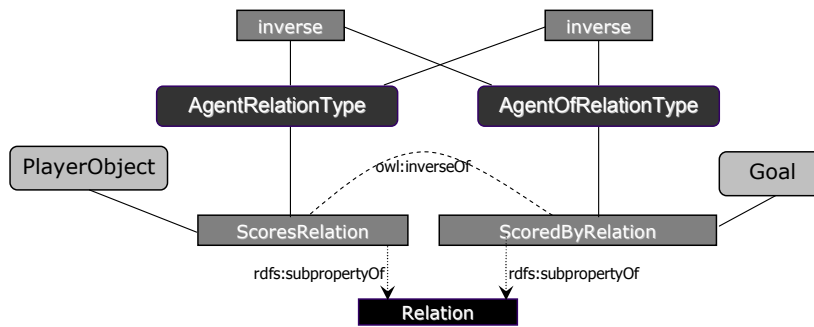 inverse
inverse
AgentRelationType
AgentOfRelationType
PlayerObject
owl:inverseOf
Goal
ScoresRelation
ScoredByRelation
rdfs:subpropertyOf
rdfs:subpropertyOf
Relation